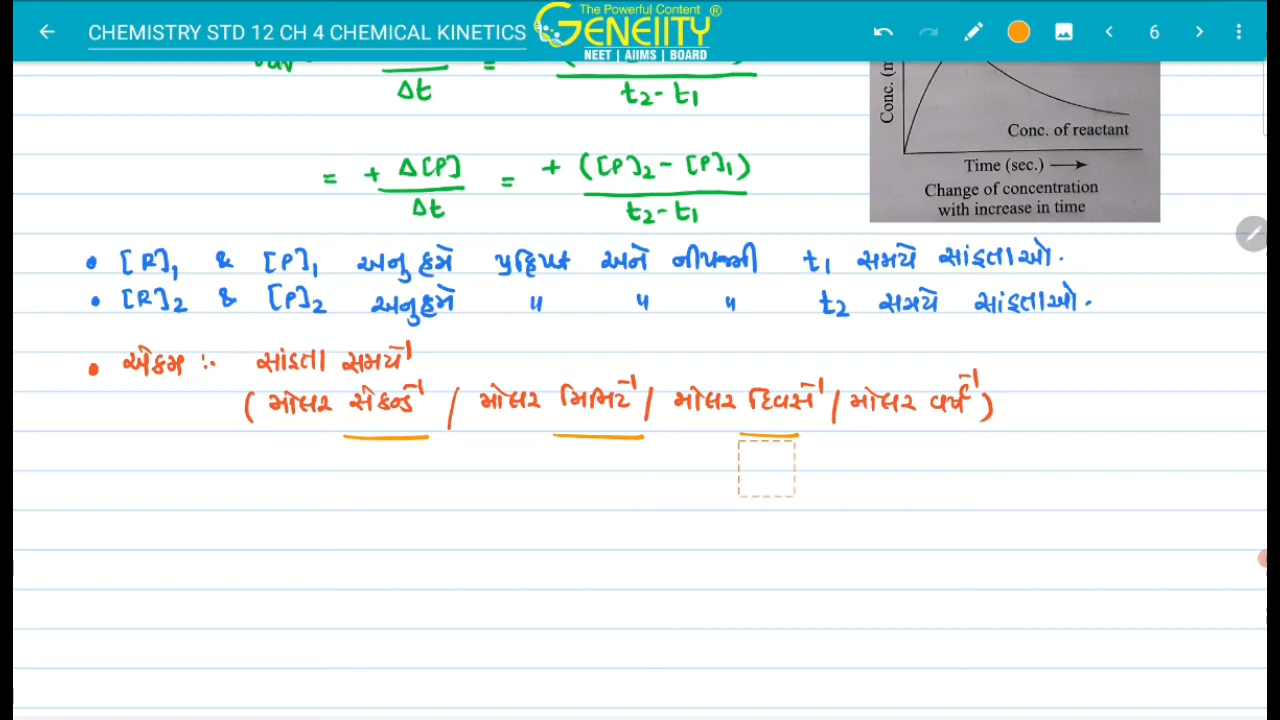 CHEMISTRY STD 12 CH 4 CHEMICAL KINETICS
The Powerful Content
GENEIITY®
NEET | AIIMS | BOARD
6
Δt = t2 - t1
= + Δ[P] / Δt = + ([P]2 - [P]1) / t2 - t1
Conc. of reactant
Time (sec.)
Change of concentration
with increase in time
• [R]1 & [P]1 અનુક્રમે પ્રક્રિયક અને નીપજની t1 સમયે સાંદ્રતાઓ.
• [R]2 & [P]2 અનુક્રમે " " " t2 સમયે સાંદ્રતાઓ.
• એકમ :- સાંદ્રતા સમય⁻¹
( મોલર સેકન્ડ⁻¹ / મોલર મિનિટ⁻¹ / મોલર દિવસ⁻¹ / મોલર વર્ષ⁻¹ )